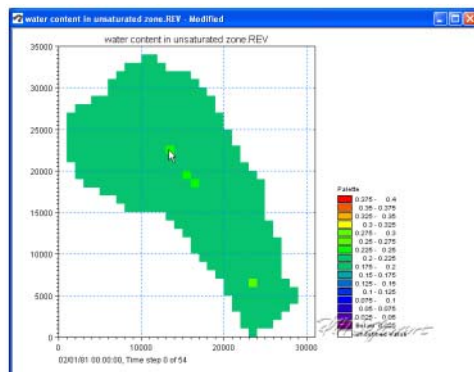 water content in unsaturated zone.REV - Modified
water content in unsaturated zone.REV
35000
30000
25000
20000
15000
10000
5000
0
0
10000
20000
30000
02/01/81 00:00:00, Time step 0 of 54
Palette
0.375 - 0.4
0.35 - 0.375
0.325 - 0.35
0.3 - 0.325
0.275 - 0.3
0.25 - 0.275
0.225 - 0.25
0.2 - 0.225
0.175 - 0.2
0.15 - 0.175
0.125 - 0.15
0.1 - 0.125
0.075 - 0.1
0.05 - 0.075
0.025 - 0.05